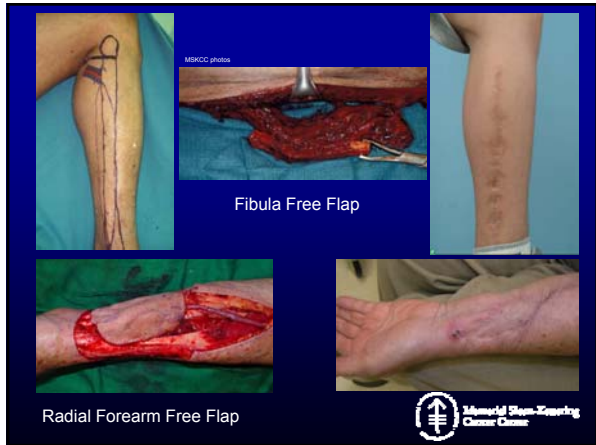 MSKCC photos
Fibula Free Flap
Radial Forearm Free Flap
Memorial Sloan-Kettering
Cancer Center